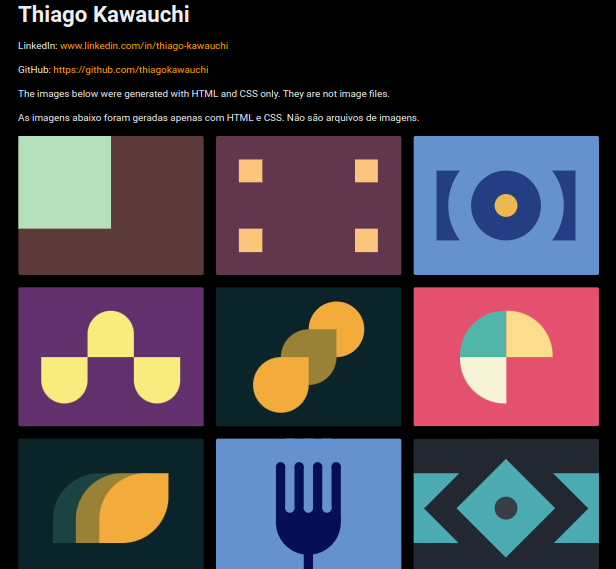 Thiago Kawauchi
LinkedIn: www.linkedin.com/in/thiago-kawauchi
GitHub: https://github.com/thiagokawauchi
The images below were generated with HTML and CSS only. They are not image files.
As imagens abaixo foram geradas apenas com HTML e CSS. Não são arquivos de imagens.